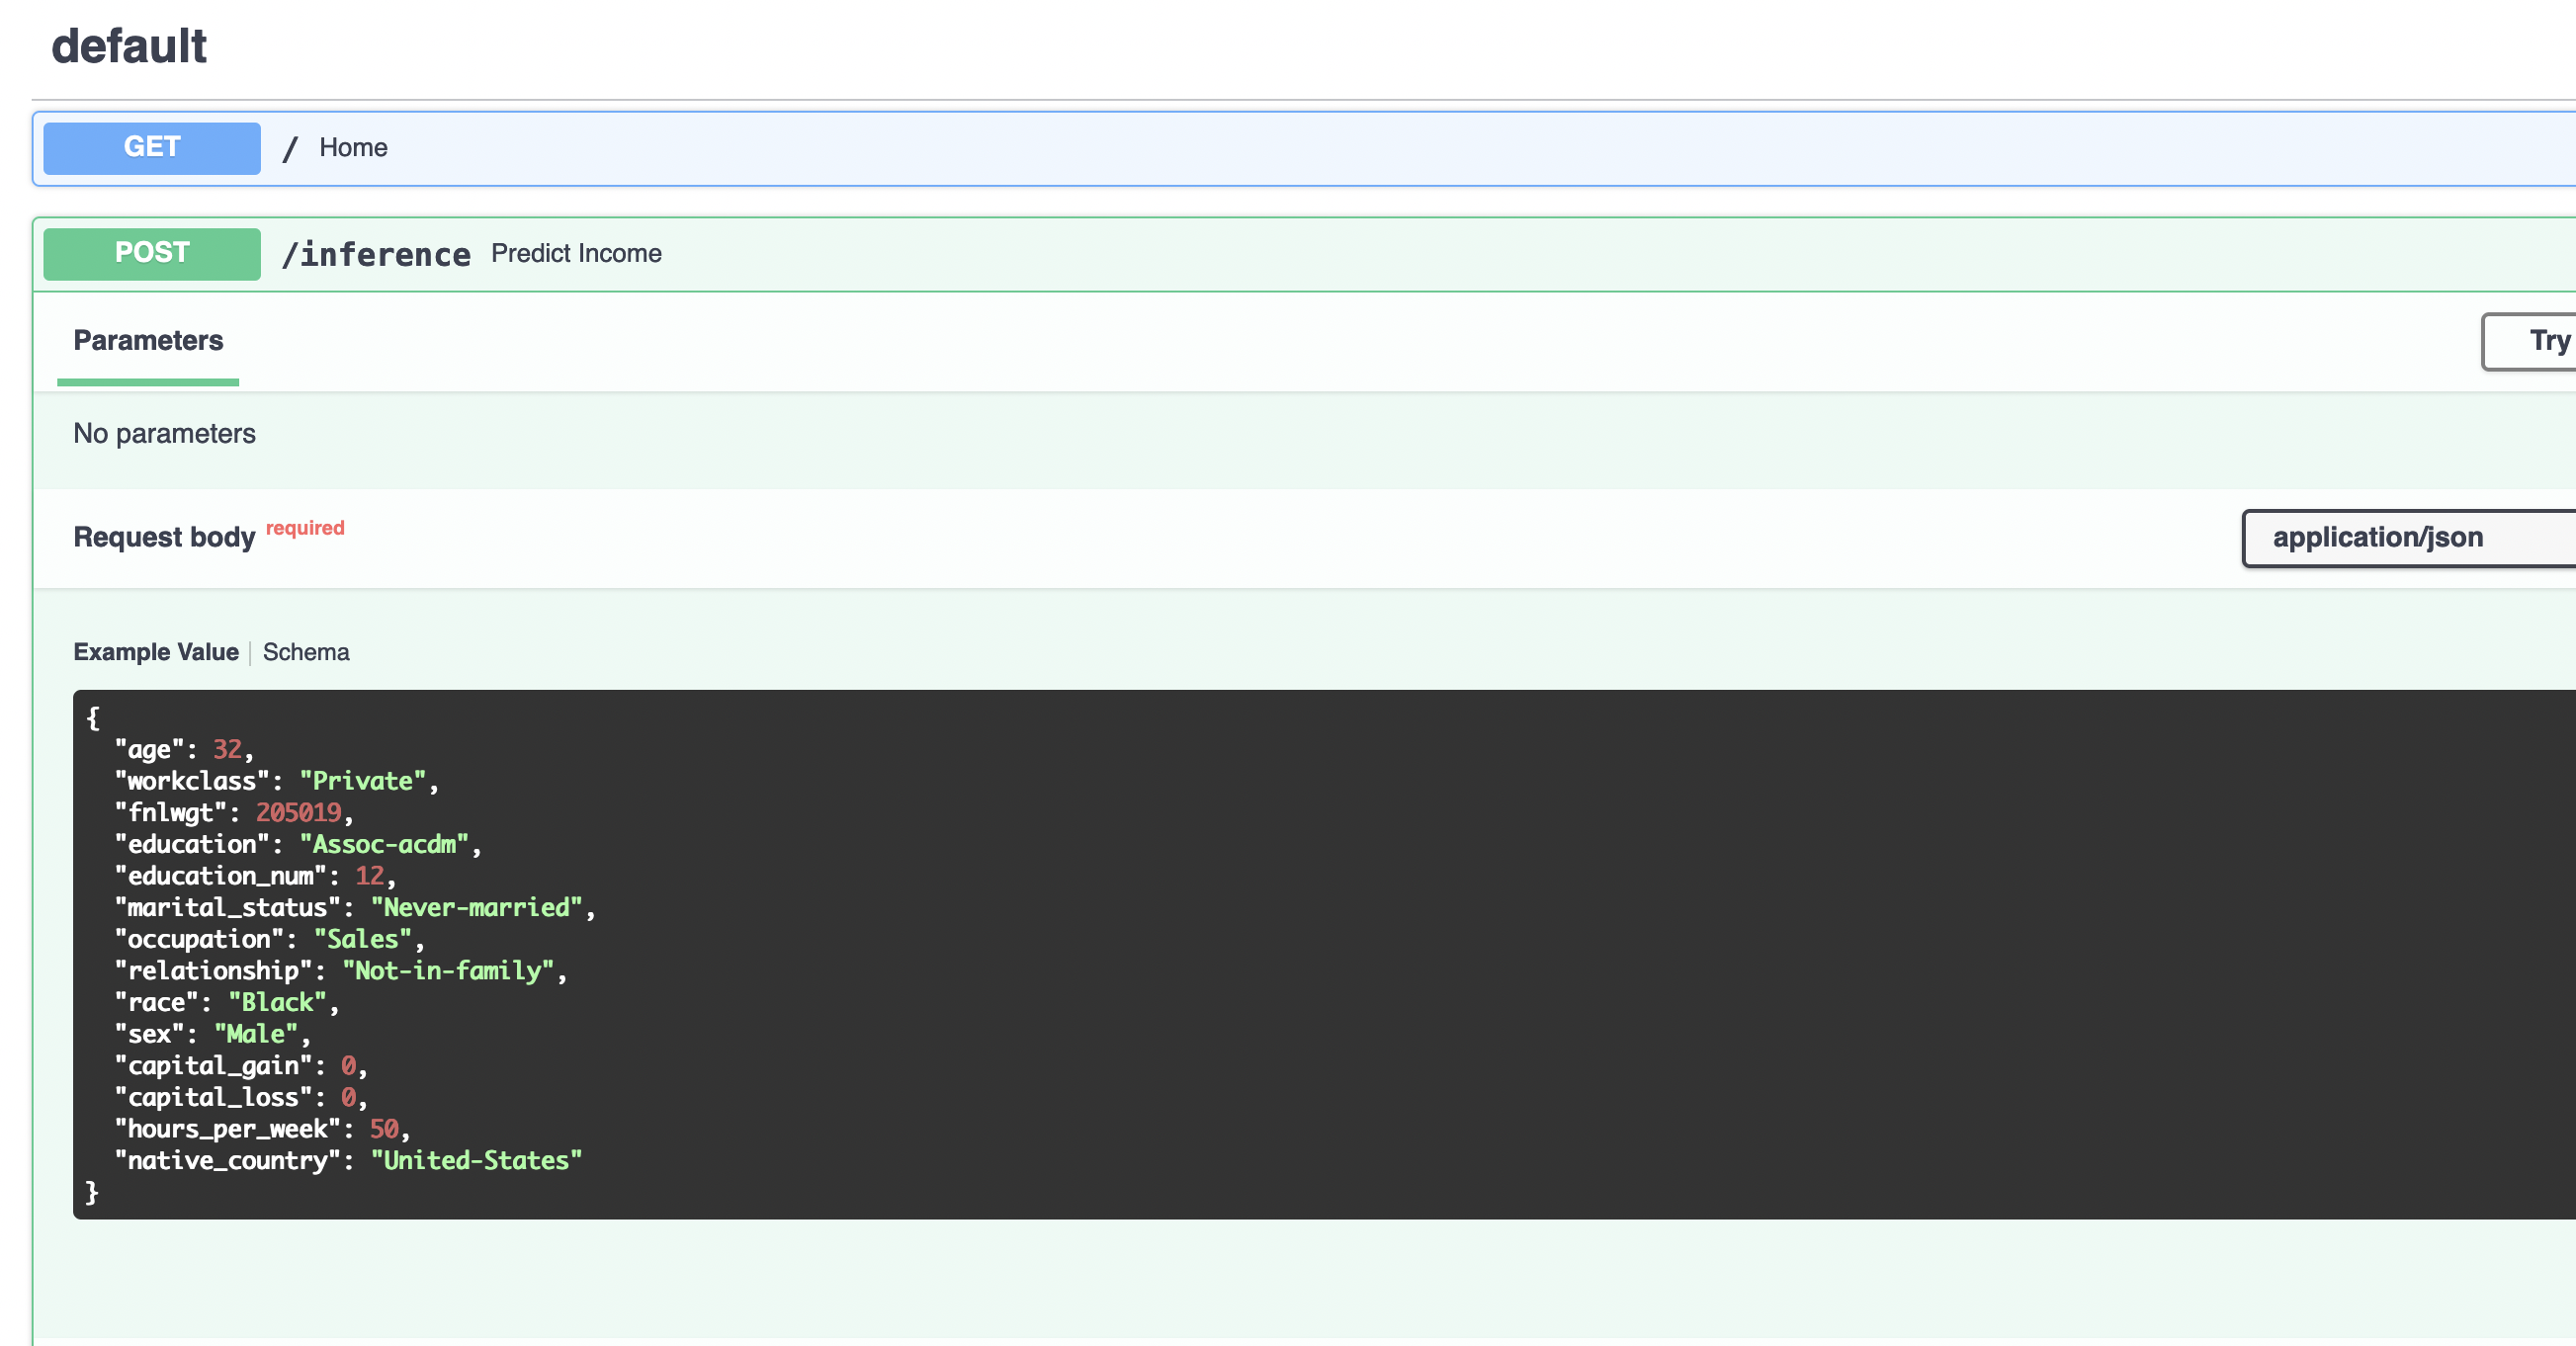 default
GET / Home
POST /inference Predict Income
Parameters
Try
No parameters
Request body required
application/json
Example Value | Schema
{
  "age": 32,
  "workclass": "Private",
  "fnlwgt": 205019,
  "education": "Assoc-acdm",
  "education_num": 12,
  "marital_status": "Never-married",
  "occupation": "Sales",
  "relationship": "Not-in-family",
  "race": "Black",
  "sex": "Male",
  "capital_gain": 0,
  "capital_loss": 0,
  "hours_per_week": 50,
  "native_country": "United-States"
}